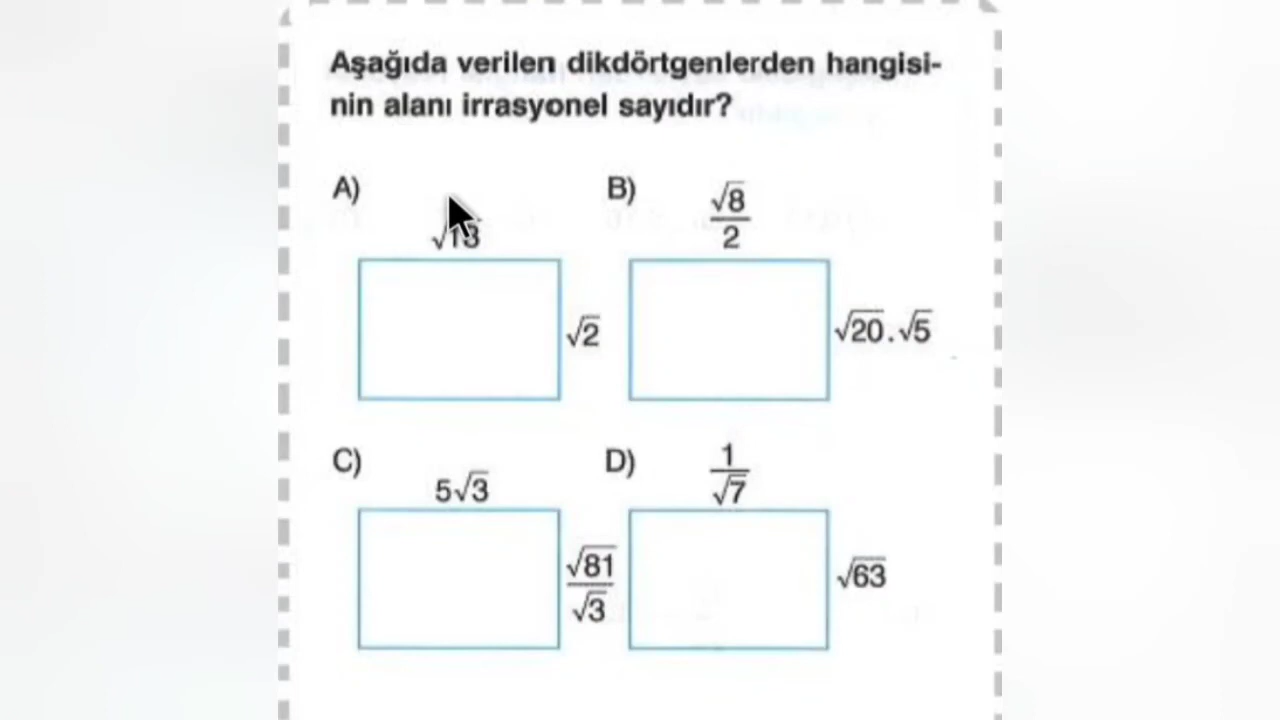 Aşağıda verilen dikdörtgenlerden hangisi-
nin alanı irrasyonel sayıdır?
A)
B)
√8
2
√2
√20.√5
C)
D)
5√3
1
√7
√81
√3
√63